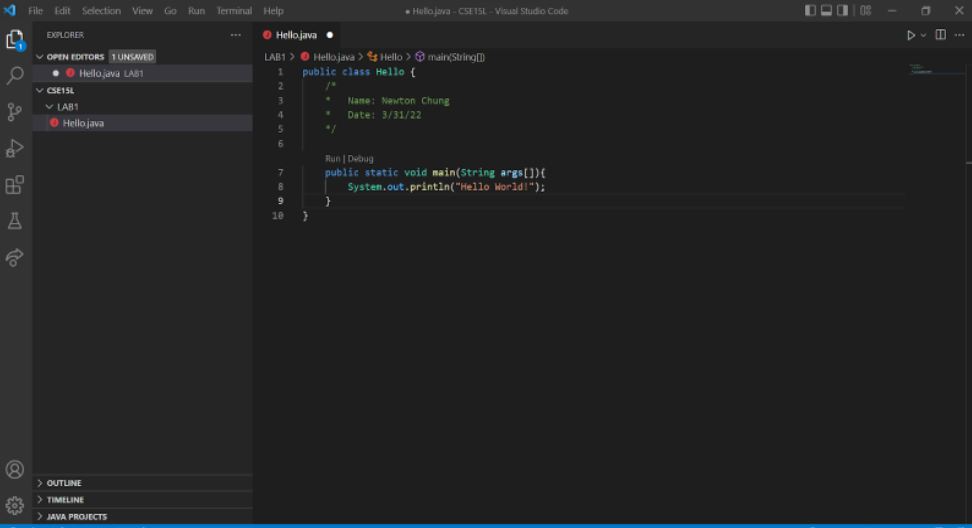 File Edit Selection View Go Run Terminal Help
● Hello.java - CSE15L - Visual Studio Code
EXPLORER
OPEN EDITORS 1 UNSAVED
Hello.java LAB1
CSE15L
LAB1
Hello.java
OUTLINE
TIMELINE
JAVA PROJECTS
1
Hello.java
LAB1 > Hello.java > Hello > main(String[])
1 public class Hello {
2 /*
3 * Name: Newton Chung
4 * Date: 3/31/22
5 */
6
Run | Debug
7 public static void main(String args[]){
8 System.out.println("Hello World!");
9 }
10 }